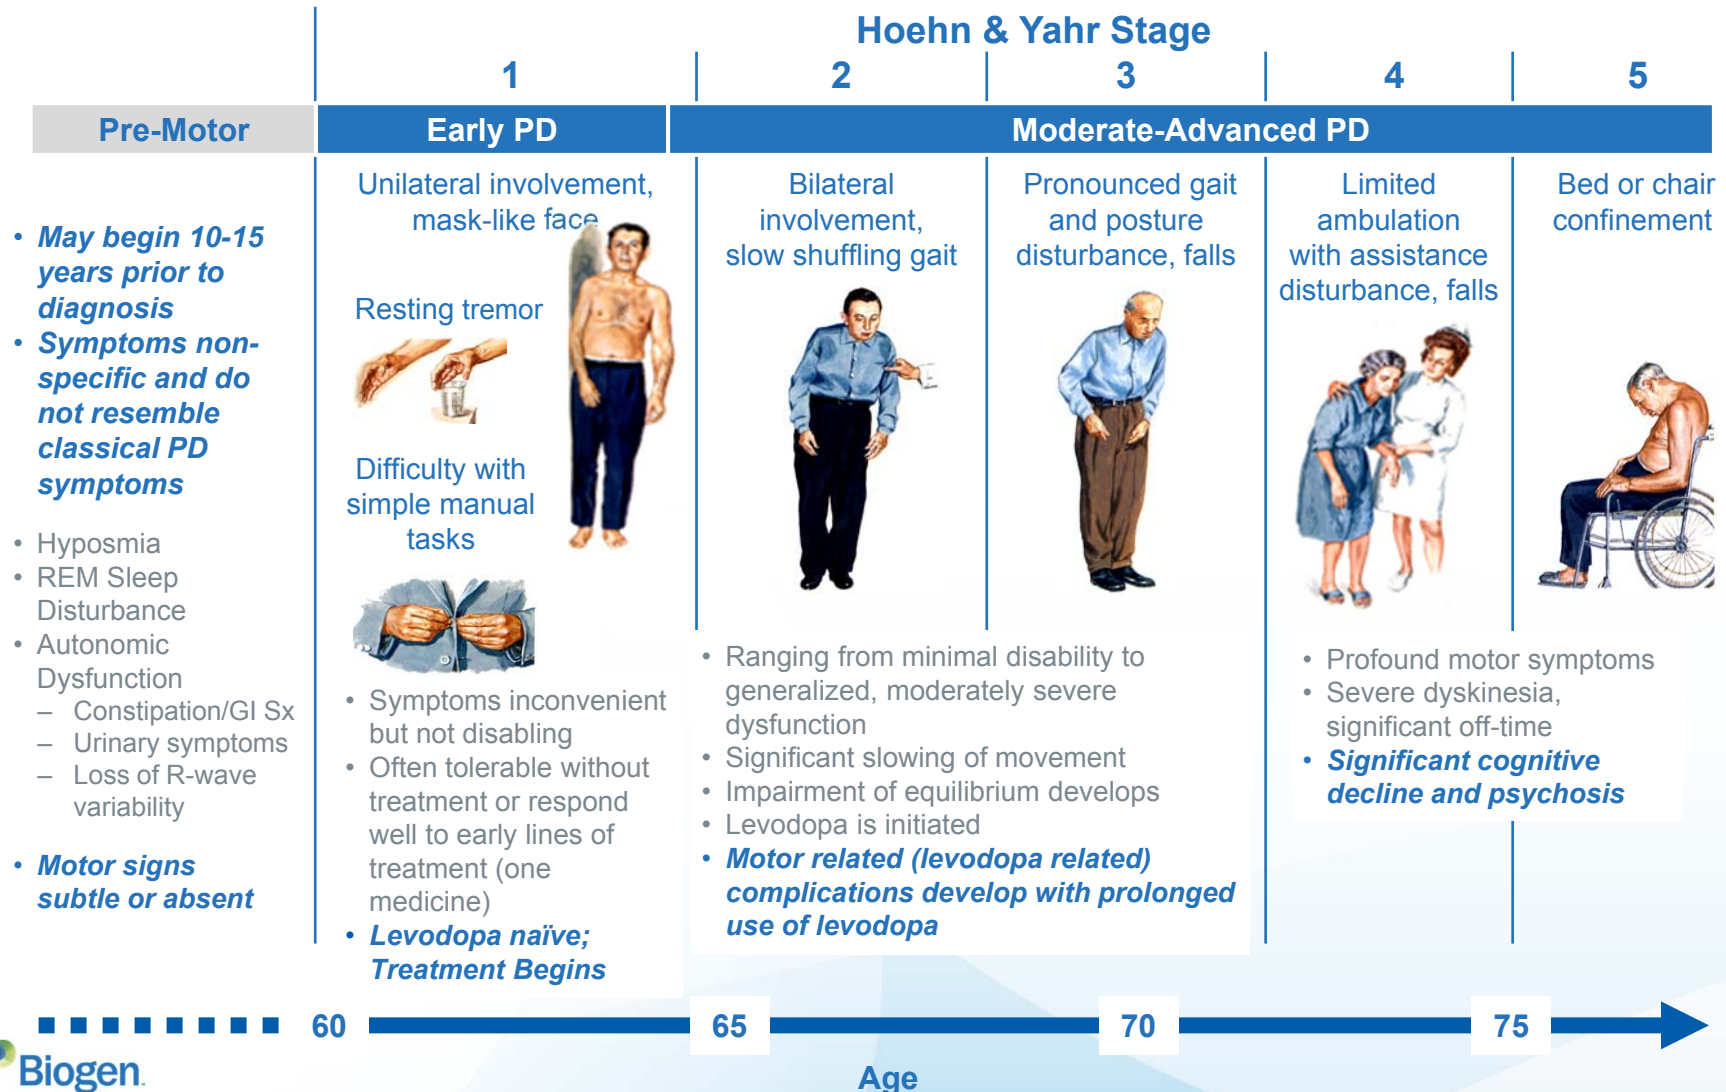 Hoehn & Yahr Stage
1
2
3
4
5
Pre-Motor
Early PD
Moderate-Advanced PD
• May begin 10-15
years prior to
diagnosis
• Symptoms non-
specific and do
not resemble
classical PD
symptoms
• Hyposmia
• REM Sleep
Disturbance
• Autonomic
Dysfunction
– Constipation/GI Sx
– Urinary symptoms
– Loss of R-wave
variability
• Motor signs
subtle or absent
Unilateral involvement,
mask-like face
Resting tremor
Difficulty with
simple manual
tasks
• Symptoms inconvenient
but not disabling
• Often tolerable without
treatment or respond
well to early lines of
treatment (one
medicine)
• Levodopa naïve;
Treatment Begins
Bilateral
involvement,
slow shuffling gait
Pronounced gait
and posture
disturbance, falls
• Ranging from minimal disability to
generalized, moderately severe
dysfunction
• Significant slowing of movement
• Impairment of equilibrium develops
• Levodopa is initiated
• Motor related (levodopa related)
complications develop with prolonged
use of levodopa
Limited
ambulation
with assistance
disturbance, falls
Bed or chair
confinement
• Profound motor symptoms
• Severe dyskinesia,
significant off-time
• Significant cognitive
decline and psychosis
60
65
70
75
Biogen.
Age